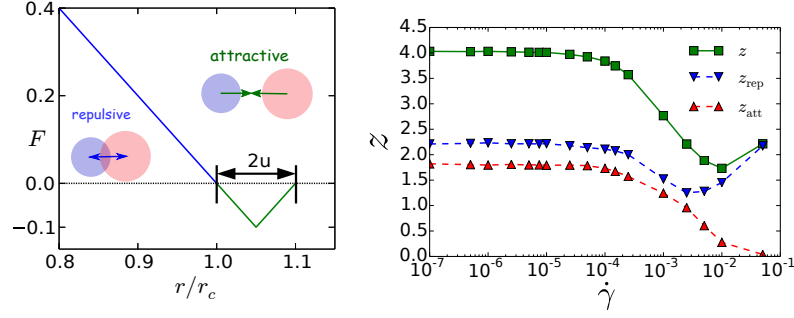 0.4
0.2
0.0
−0.1
F
0.8
0.9
1.0
1.1
r/r_c
repulsive
attractive
2u
4.5
4.0
3.5
3.0
2.5
2.0
1.5
1.0
0.5
0.0
z
z
z_rep
z_att
10^-7
10^-6
10^-5
10^-4
10^-3
10^-2
10^-1
γ̇